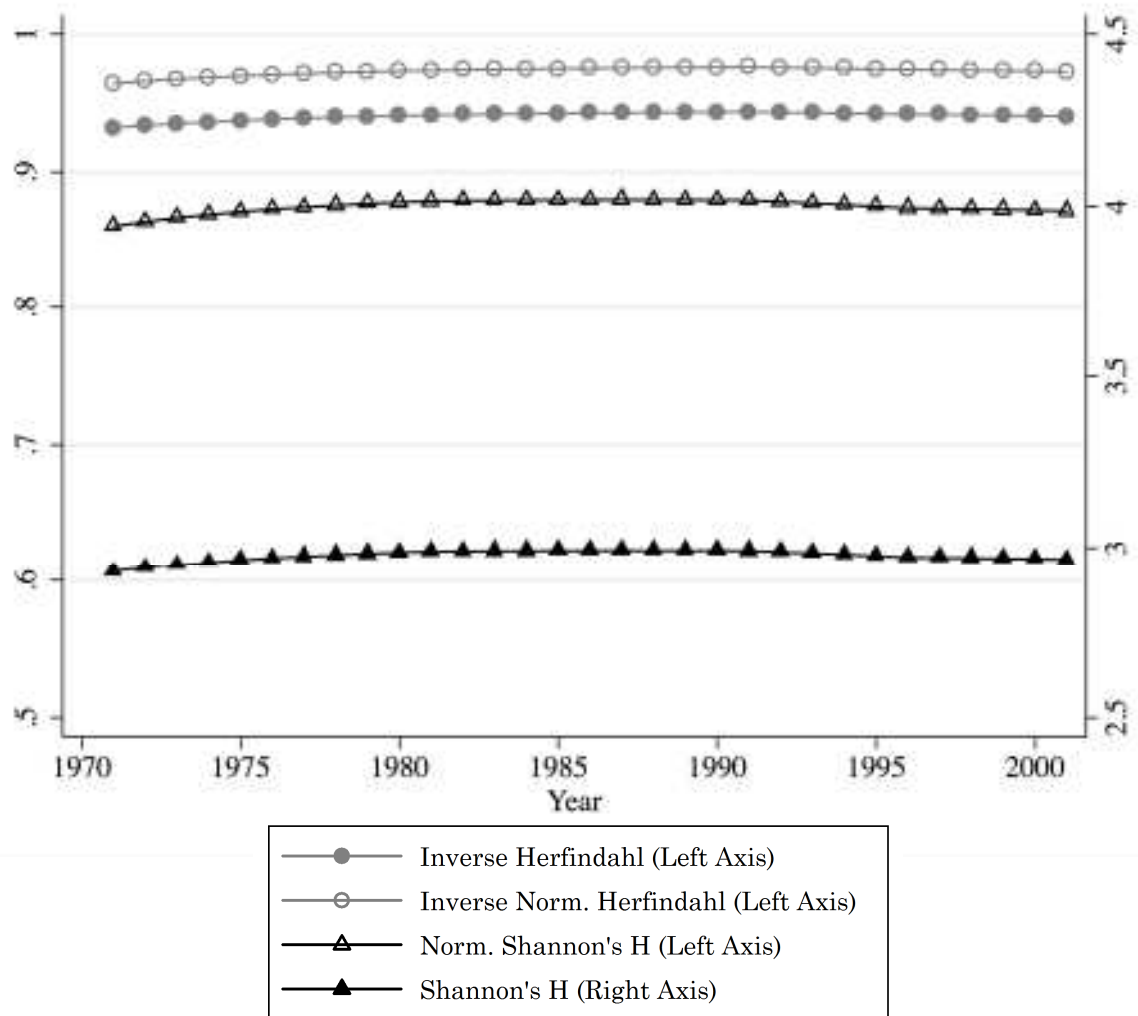 1
.9
.8
.7
.6
.5
4.5
4
3.5
3
2.5
1970 1975 1980 1985 1990 1995 2000
Year
Inverse Herfindahl (Left Axis)
Inverse Norm. Herfindahl (Left Axis)
Norm. Shannon's H (Left Axis)
Shannon's H (Right Axis)